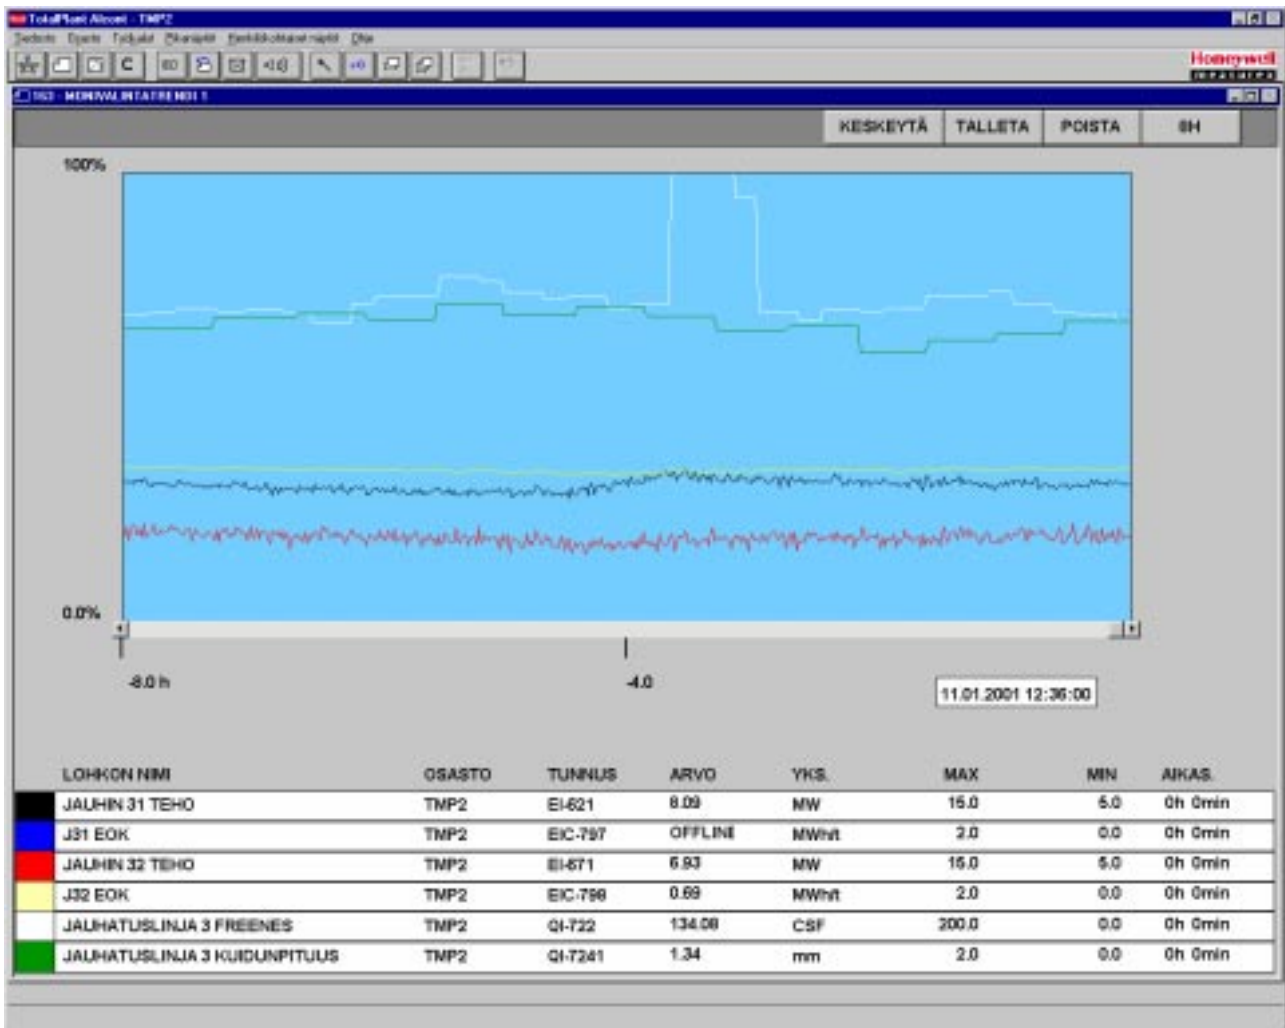 TotalPlant Alcont - TMP2
Ohje
C
Honeywell
Measurex
163 - MONIVALINTATRENDI 1
KESKEYTÄ TALLETA POISTA 8H
100%
0.0%
-8.0 h -4.0
11.01.2001 12:36:00
LOHKON NIMI OSASTO TUNNUS ARVO YKS. MAX MIN AIKAS.
JAUHIN 31 TEHO TMP2 EI-621 8.09 MW 15.0 5.0 0h 0min
J31 EOK TMP2 EIC-797 OFFLINE MWh/t 2.0 0.0 0h 0min
JAUHIN 32 TEHO TMP2 EI-671 6.93 MW 15.0 5.0 0h 0min
J32 EOK TMP2 EIC-798 0.69 MWh/t 2.0 0.0 0h 0min
JAUHATUSLINJA 3 FREENES TMP2 QI-722 134.08 CSF 200.0 0.0 0h 0min
JAUHATUSLINJA 3 KUIDUNPITUUS TMP2 QI-7241 1.34 mm 2.0 0.0 0h 0min